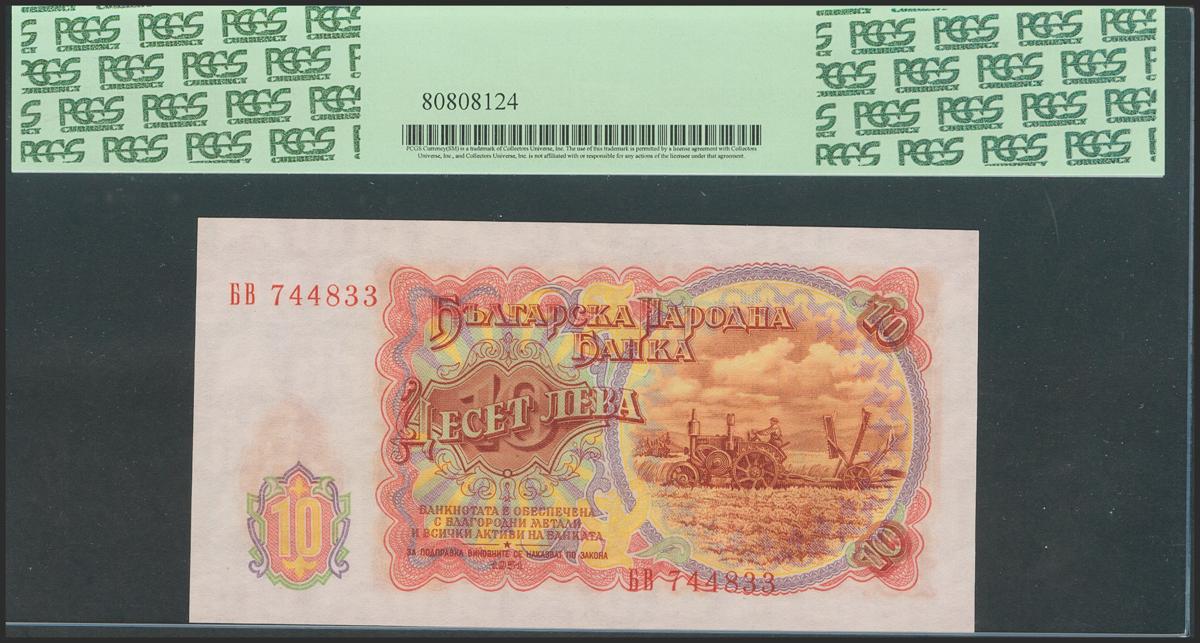 PCGS CURRENCY
80808124
PCGS Currency(SM) is a trademark of Collectors Universe, Inc. The use of this trademark is permitted by a license agreement with Collectors
Universe, Inc., and Collectors Universe, Inc. is not affiliated with or responsible for any actions of the licensee under that agreement.
БВ 744833
БЪЛГАРСКА НАРОДНА
БАНКА
10
10
ДЕСЕТ ЛЕВА
10
БАНКНОТАТА Е ОБЕЗПЕЧЕНА
С БЛАГОРОДНИ МЕТАЛИ
И ВСИЧКИ АКТИВИ НА БАНКАТА
ЗА ПОДПРАВКА ВИНОВНИТЕ СЕ НАКАЗВАТ ПО ЗАКОНА
1951
10
БВ 744833